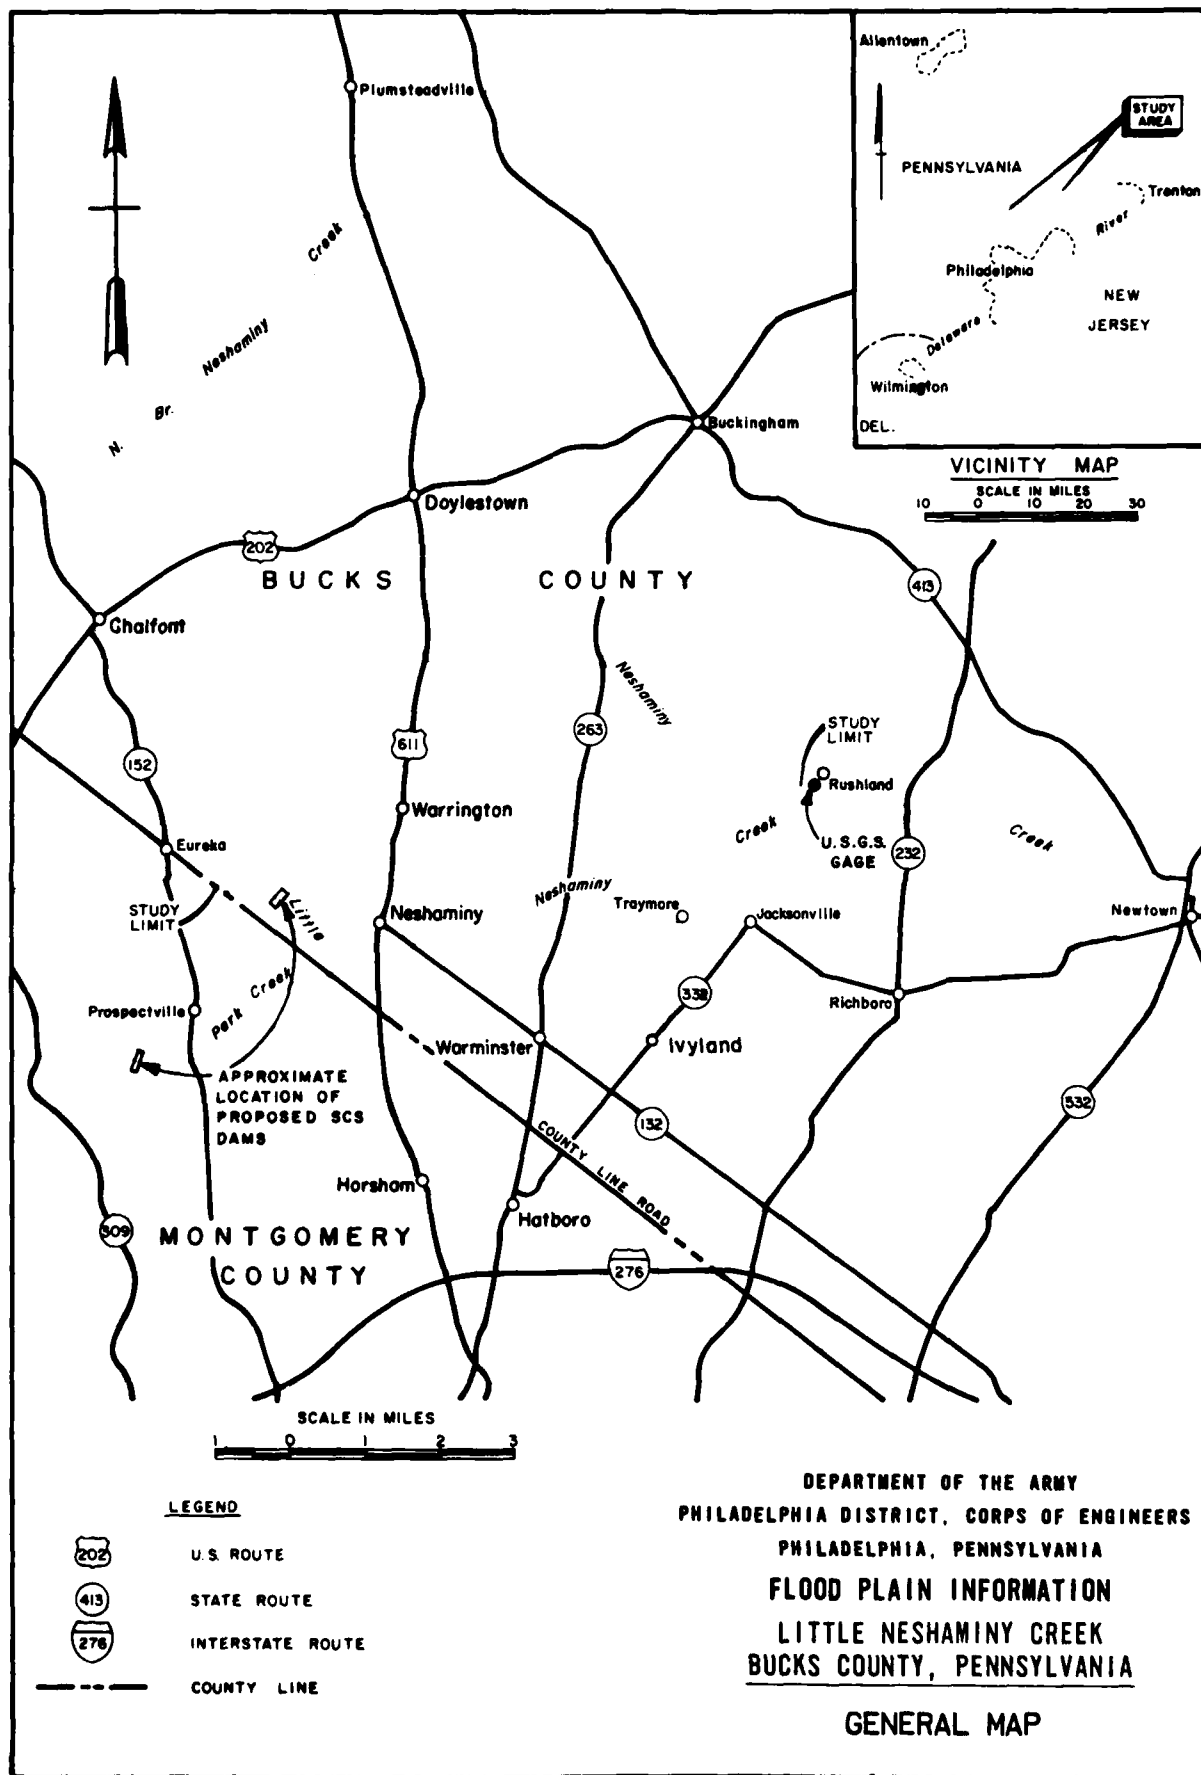 Allentown
STUDY
AREA
PENNSYLVANIA
Trenton
River
Philadelphia
NEW
JERSEY
Delaware
Wilmington
DEL.
VICINITY MAP
SCALE IN MILES
10 0 10 20 30
Plumsteadville
N. Br. Neshaminy Creek
Buckingham
Doylestown
202
BUCKS COUNTY
413
Chalfont
Neshaminy
Creek
STUDY
LIMIT
Rushland
U.S.G.S.
GAGE
263
611
152
232
Creek
Warrington
Eureka
STUDY
LIMIT
Little
Neshaminy
Neshaminy
Traymore
Jacksonville
Newtown
Park Creek
Prospectville
332
Richboro
Warminster
Ivyland
APPROXIMATE
LOCATION OF
PROPOSED SCS
DAMS
132
532
COUNTY LINE ROAD
Horsham
Hatboro
309
MONTGOMERY
COUNTY
276
SCALE IN MILES
1 0 1 2 3
LEGEND
202 U.S. ROUTE
413 STATE ROUTE
276 INTERSTATE ROUTE
COUNTY LINE
DEPARTMENT OF THE ARMY
PHILADELPHIA DISTRICT, CORPS OF ENGINEERS
PHILADELPHIA, PENNSYLVANIA
FLOOD PLAIN INFORMATION
LITTLE NESHAMINY CREEK
BUCKS COUNTY, PENNSYLVANIA
GENERAL MAP